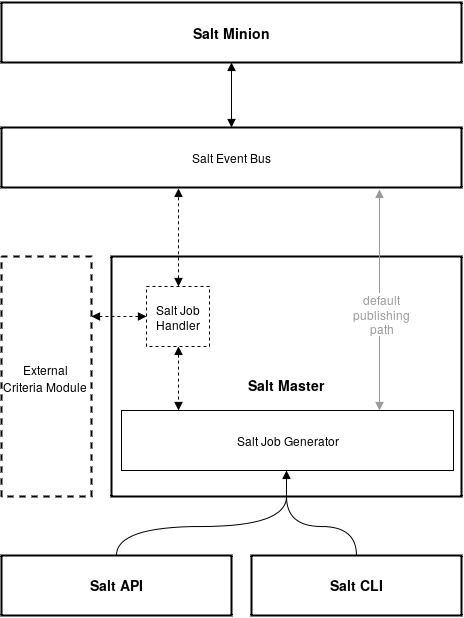 Salt Minion
Salt Event Bus
default
publishing
path
Salt Job
Handler
External
Criteria Module
Salt Master
Salt Job Generator
Salt API
Salt CLI